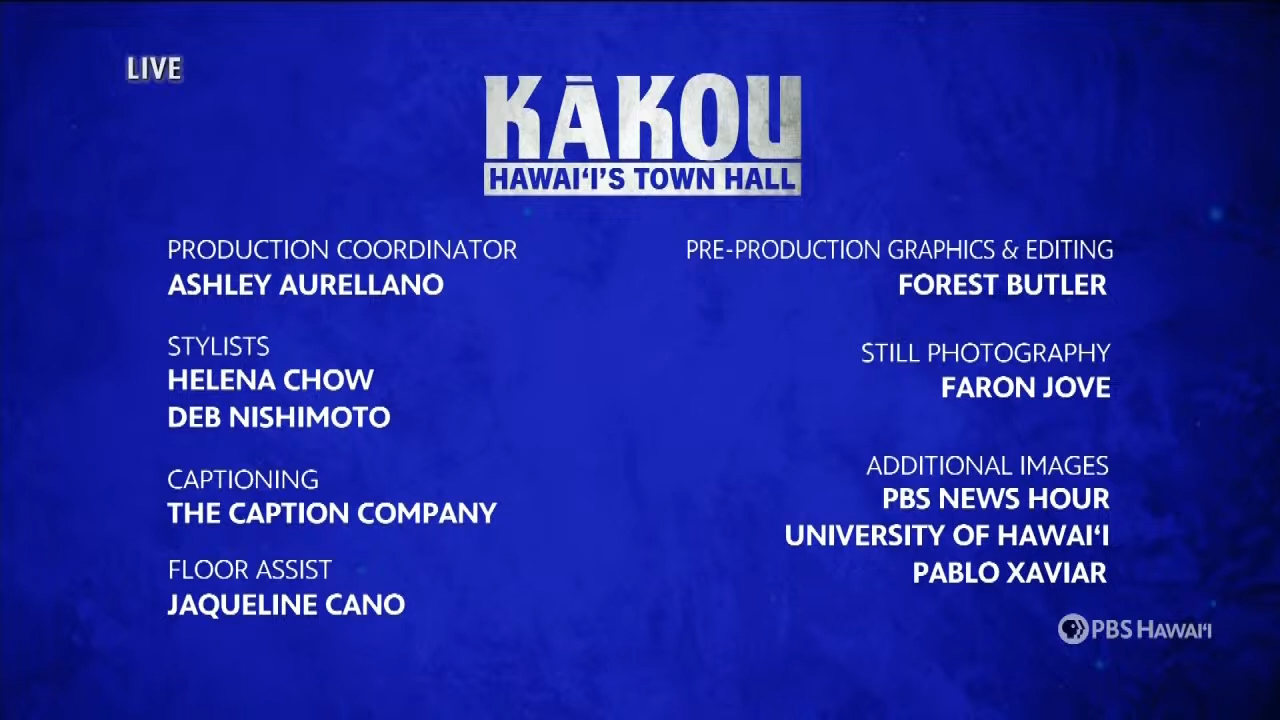 LIVE
KĀKOU
HAWAIʻI'S TOWN HALL
PRODUCTION COORDINATOR
ASHLEY AURELLANO
STYLISTS
HELENA CHOW
DEB NISHIMOTO
CAPTIONING
THE CAPTION COMPANY
FLOOR ASSIST
JAQUELINE CANO
PRE-PRODUCTION GRAPHICS & EDITING
FOREST BUTLER
STILL PHOTOGRAPHY
FARON JOVE
ADDITIONAL IMAGES
PBS NEWS HOUR
UNIVERSITY OF HAWAIʻI
PABLO XAVIAR
PBS HAWAIʻI